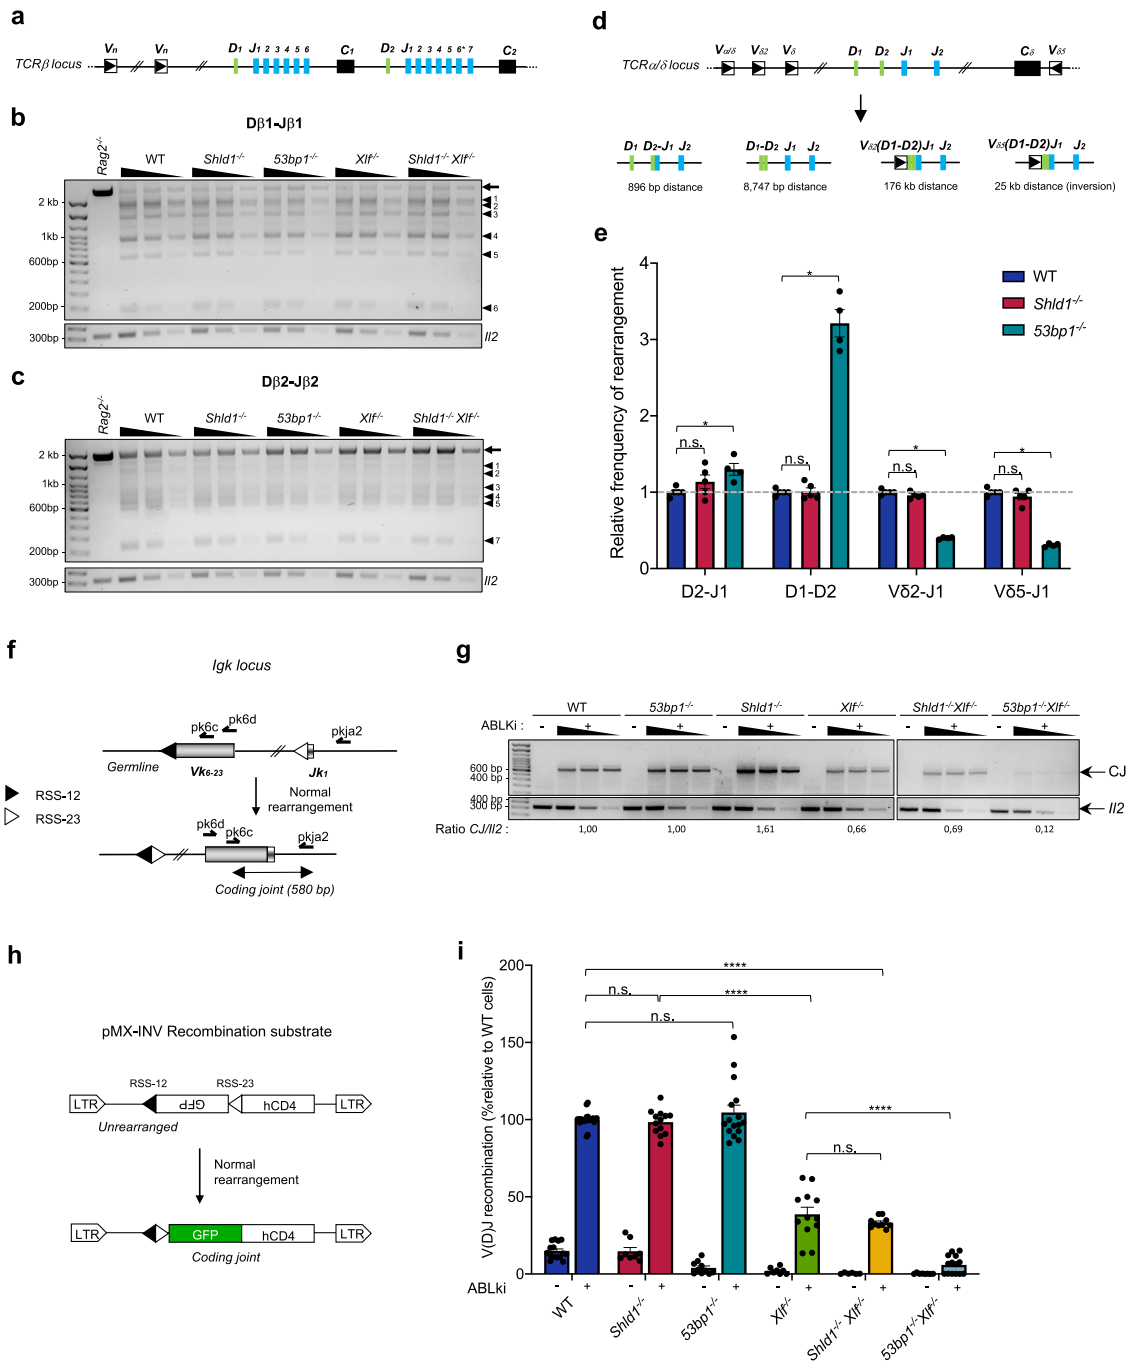 a
TCRβ locus
Vn Vn D1 J1 2 3 4 5 6 C1 D2 J1 2 3 4 5 6* 7 C2
b
Dβ1-Jβ1
Rag2-/- WT Shld1-/- 53bp1-/- Xlf-/- Shld1-/- Xlf-/-
2 kb
1kb
600bp
200bp
300bp
1
2
3
4
5
6
Il2
c
Dβ2-Jβ2
Rag2-/- WT Shld1-/- 53bp1-/- Xlf-/- Shld1-/- Xlf-/-
2 kb
1kb
600bp
200bp
300bp
1
2
3
4
5
7
Il2
d
Vα/δ Vδ2 Vδ D1 D2 J1 J2 Cδ Vδ5
TCRα/δ locus
D1 D2-J1 J2
896 bp distance
D1-D2 J1 J2
8,747 bp distance
Vδ2(D1-D2)J1 J2
176 kb distance
Vδ5(D1-D2)J1 J2
25 kb distance (inversion)
e
Relative frenquency of rearrangement
4
3
2
1
0
WT
Shld1-/-
53bp1-/-
*
n.s.
*
n.s.
*
n.s.
*
n.s.
D2-J1 D1-D2 Vδ2-J1 Vδ5-J1
f
Igk locus
pk6c pk6d pkja2
Germline Vk6-23 Jk1
RSS-12
RSS-23
Normal
rearrangement
pk6d pk6c pkja2
Coding joint (580 bp)
g
WT 53bp1-/- Shld1-/- Xlf-/- Shld1-/-Xlf-/- 53bp1-/-Xlf-/-
ABLKi: - + - + - + - + - + - +
600 bp
400 bp
CJ
400 bp
300 bp
Il2
Ratio CJ/Il2 : 1,00 1,00 1,61 0,66 0,69 0,12
h
pMX-INV Recombination substrate
RSS-12 RSS-23
LTR GFP hCD4 LTR
Unrearranged
Normal
rearrangement
LTR GFP hCD4 LTR
Coding joint
i
V(D)J recombination (%relative to WT cells)
200
150
100
50
0
****
n.s. ****
n.s.
****
n.s.
ABLki - + - + - + - + - + - +
WT Shld1-/- 53bp1-/- Xlf-/- Shld1-/- Xlf-/- 53bp1-/-Xlf-/-